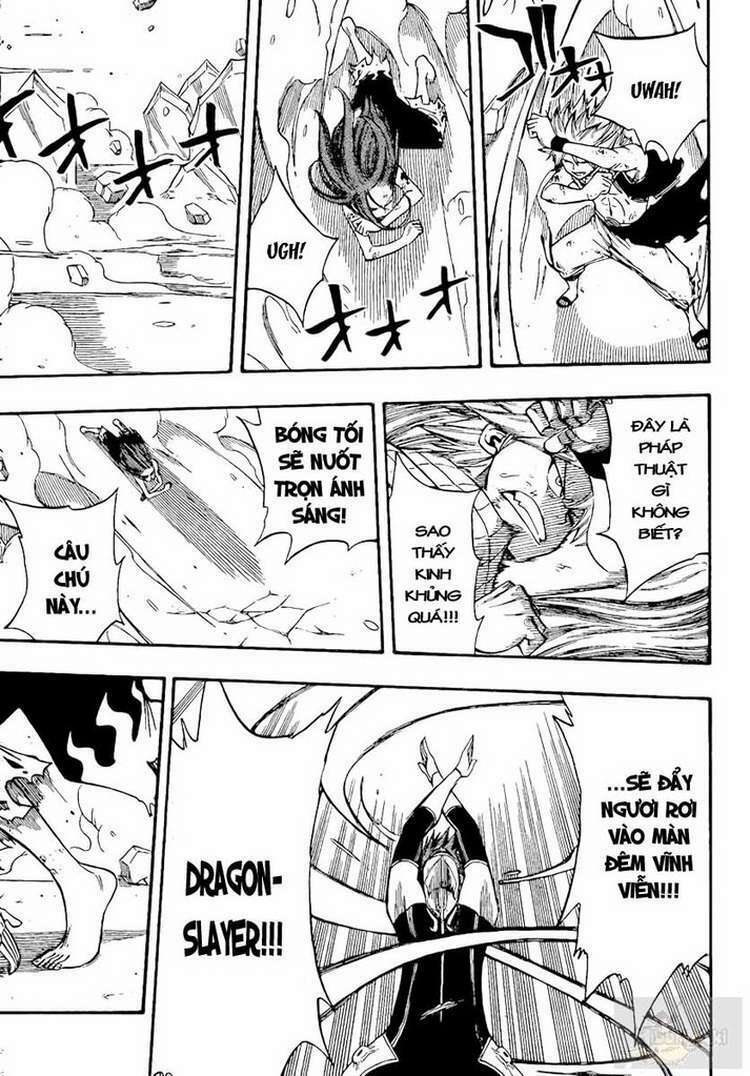 UWAH!
UGH!
ĐÂY LÀ
PHÁP
THUẬT
GÌ
KHÔNG
BIẾT?
SAO
THẤY
KINH
KHỦNG
QUÁ!!!
BÓNG TỐI
SẼ NUỐT
TRỌN ÁNH
SÁNG!
CÂU
CHÚ
NÀY...
...SẼ ĐẨY
NGƯƠI RƠI
VÀO MÀN
ĐÊM VĨNH
VIỄN!!!
DRAGON-
SLAYER!!!